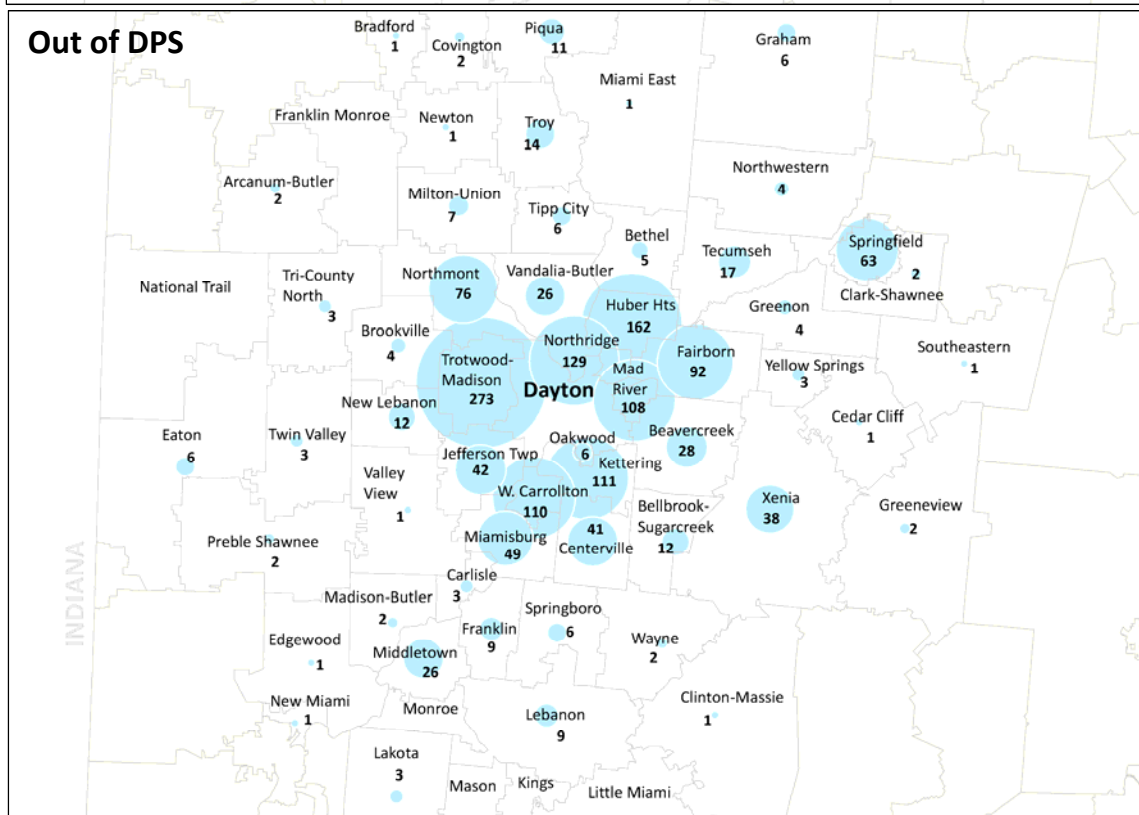 Out of DPS
Bradford
1
Covington
2
Piqua
11
Graham
6
Miami East
1
Franklin Monroe
Newton
1
Troy
14
Northwestern
4
Arcanum-Butler
2
Milton-Union
7
Tipp City
6
Bethel
5
Tecumseh
17
Springfield
63
2
Clark-Shawnee
National Trail
Tri-County
North
3
Northmont
76
Vandalia-Butler
26
Huber Hts
162
Greenon
4
Brookville
4
Trotwood-
Madison
273
Northridge
129
Mad
River
108
Fairborn
92
Yellow Springs
3
Southeastern
1
Dayton
New Lebanon
12
Cedar Cliff
1
Eaton
6
Twin Valley
3
Jefferson Twp
42
Oakwood
6
Kettering
111
Beavercreek
28
Valley
View
1
W. Carrollton
110
Bellbrook-
Sugarcreek
12
Xenia
38
Greeneview
2
Preble Shawnee
2
Miamisburg
49
41
Centerville
INDIANA
Carlisle
3
Madison-Butler
2
Franklin
9
Springboro
6
Wayne
2
Edgewood
1
Middletown
26
New Miami
1
Monroe
Lebanon
9
Clinton-Massie
1
Lakota
3
Mason
Kings
Little Miami